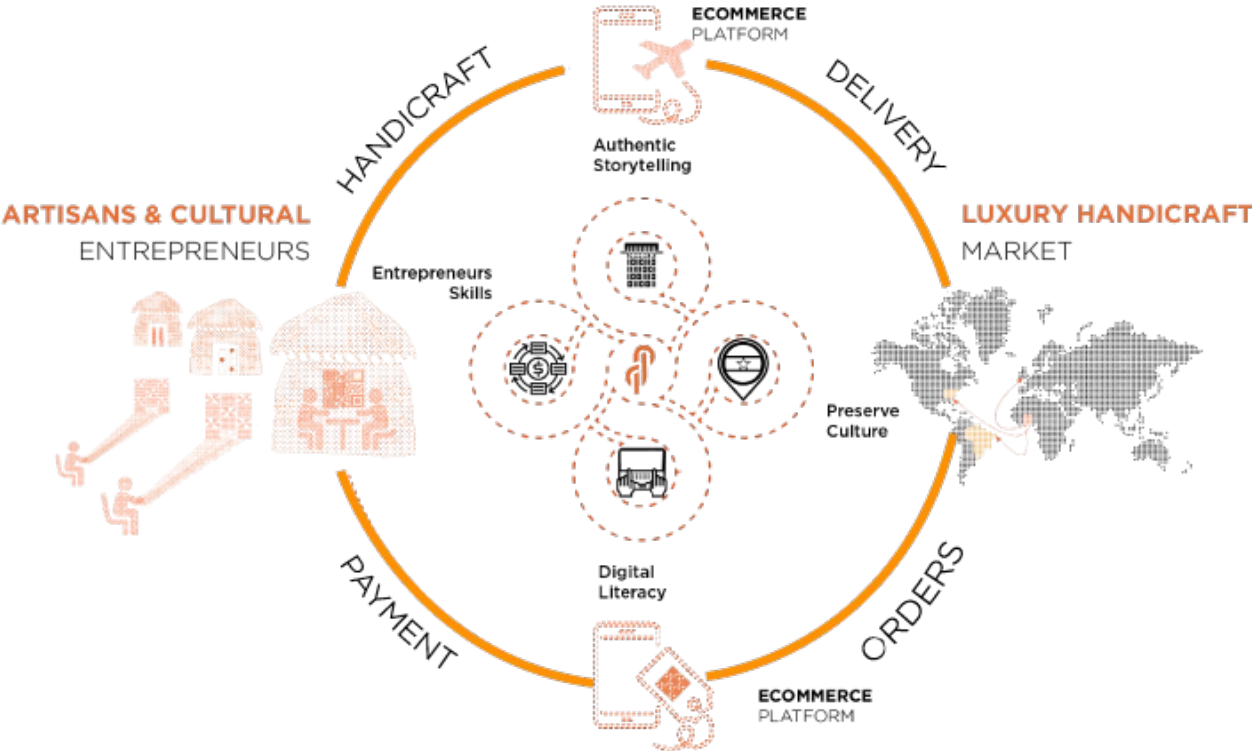 ECOMMERCE
PLATFORM
HANDICRAFT
DELIVERY
Authentic
Storytelling
ARTISANS & CULTURAL
ENTREPRENEURS
LUXURY HANDICRAFT
MARKET
Entrepreneurs
Skills
$
Preserve
Culture
Digital
Literacy
PAYMENT
ORDERS
ECOMMERCE
PLATFORM